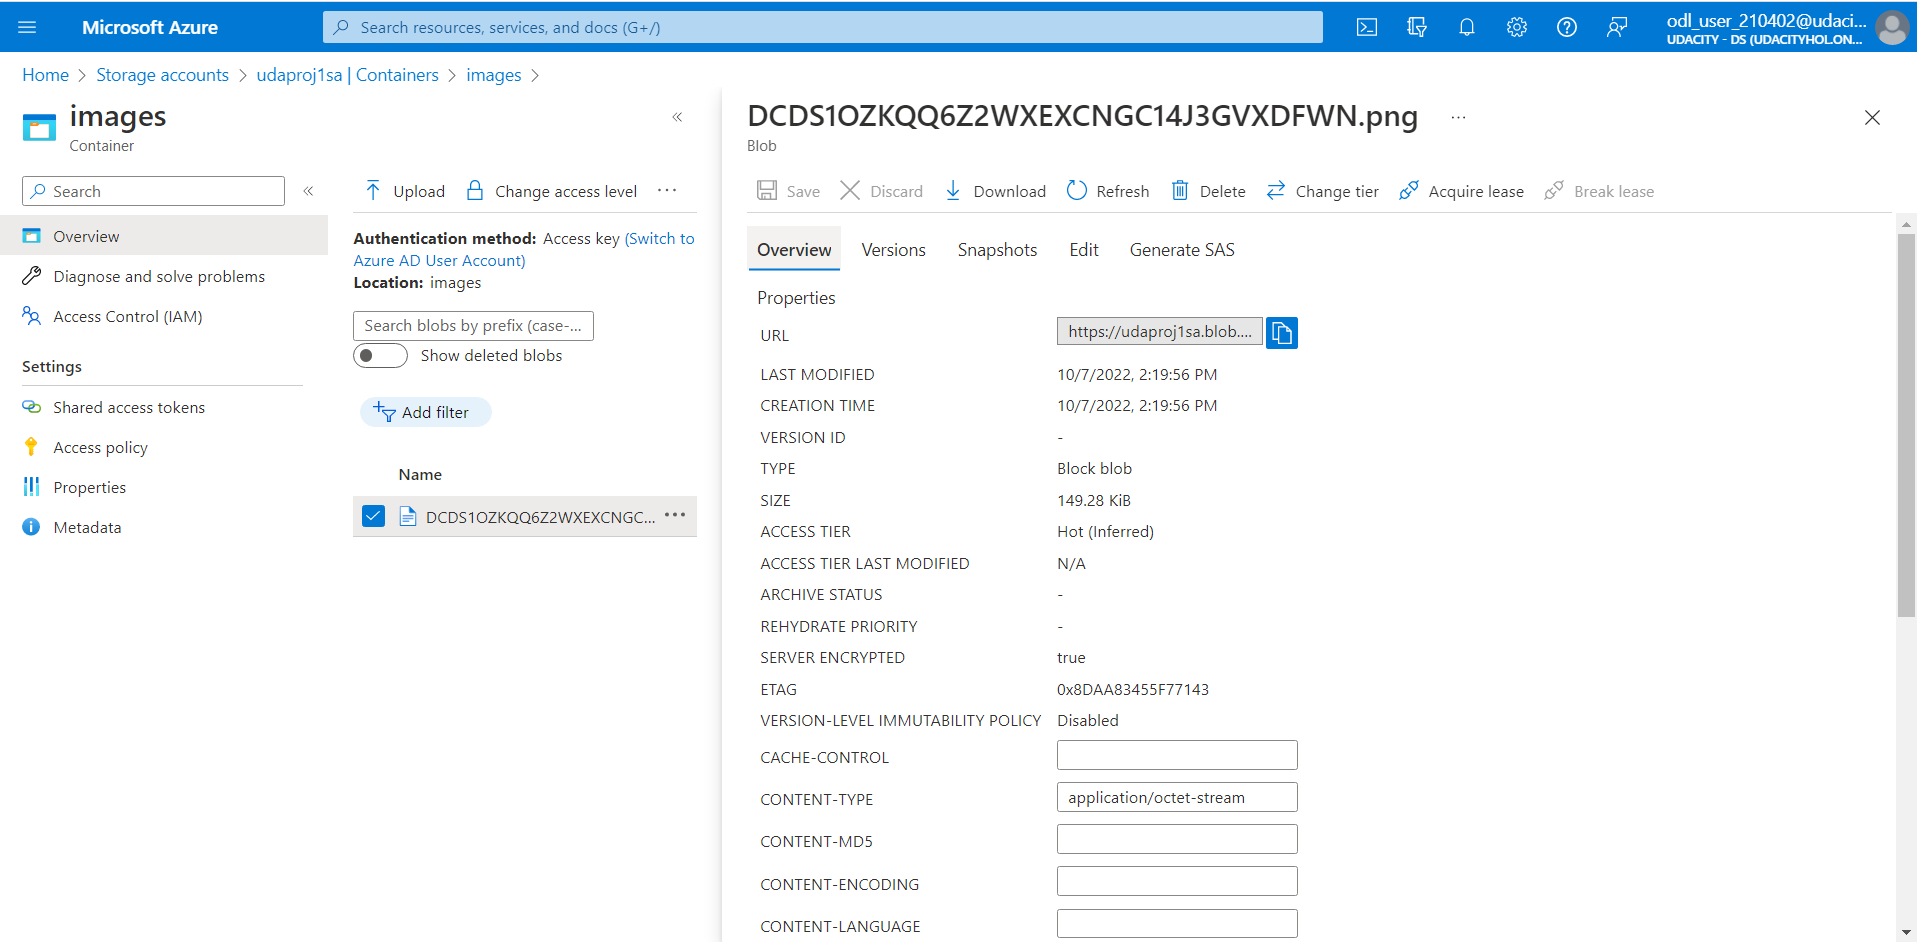 Microsoft Azure
Search resources, services, and docs (G+/)
odl_user_210402@udaci...
UDACITY - DS (UDACITYHOL.ON...
Home > Storage accounts > udaproj1sa | Containers > images >
images
Container
Search
Overview
Diagnose and solve problems
Access Control (IAM)
Settings
Shared access tokens
Access policy
Properties
Metadata
Upload Change access level ...
Authentication method: Access key (Switch to
Azure AD User Account)
Location: images
Search blobs by prefix (case-...
Show deleted blobs
Add filter
Name
DCDS1OZKQQ6Z2WXEXCNGC... ...
DCDS1OZKQQ6Z2WXEXCNGC14J3GVXDFWN.png ...
Blob
Save Discard Download Refresh Delete Change tier Acquire lease Break lease
Overview Versions Snapshots Edit Generate SAS
Properties
URL https://udaproj1sa.blob....
LAST MODIFIED 10/7/2022, 2:19:56 PM
CREATION TIME 10/7/2022, 2:19:56 PM
VERSION ID -
TYPE Block blob
SIZE 149.28 KiB
ACCESS TIER Hot (Inferred)
ACCESS TIER LAST MODIFIED N/A
ARCHIVE STATUS -
REHYDRATE PRIORITY -
SERVER ENCRYPTED true
ETAG 0x8DAA83455F77143
VERSION-LEVEL IMMUTABILITY POLICY Disabled
CACHE-CONTROL
CONTENT-TYPE application/octet-stream
CONTENT-MD5
CONTENT-ENCODING
CONTENT-LANGUAGE